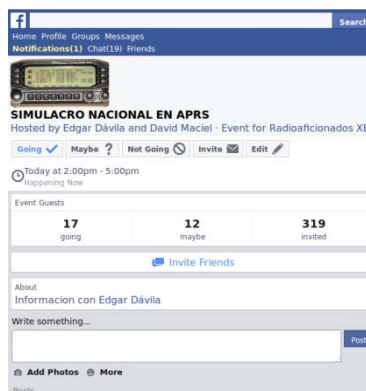 f
Search
Home Profile Groups Messages
Notifications(1) Chat(19) Friends
SIMULACRO NACIONAL EN APRS
Hosted by Edgar Dávila and David Maciel · Event for Radioaficionados XE
Going Maybe ? Not Going Invite Edit
Today at 2:00pm - 5:00pm
Happening Now
Event Guests
17 12 319
going maybe invited
Invite Friends
About
Informacion con Edgar Dávila
Write something...
Post
Add Photos More
Posts